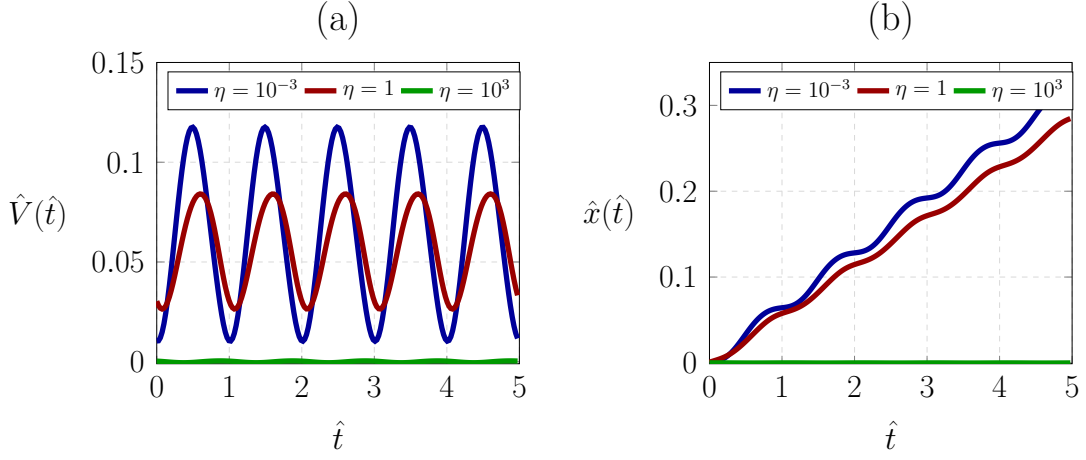 (a)
0.15
0.1
0.05
0
η = 10⁻³ η = 1 η = 10³
V̂(t̂)
0 1 2 3 4 5
t̂
(b)
0.3
0.2
0.1
0
η = 10⁻³ η = 1 η = 10³
x̂(t̂)
0 1 2 3 4 5
t̂